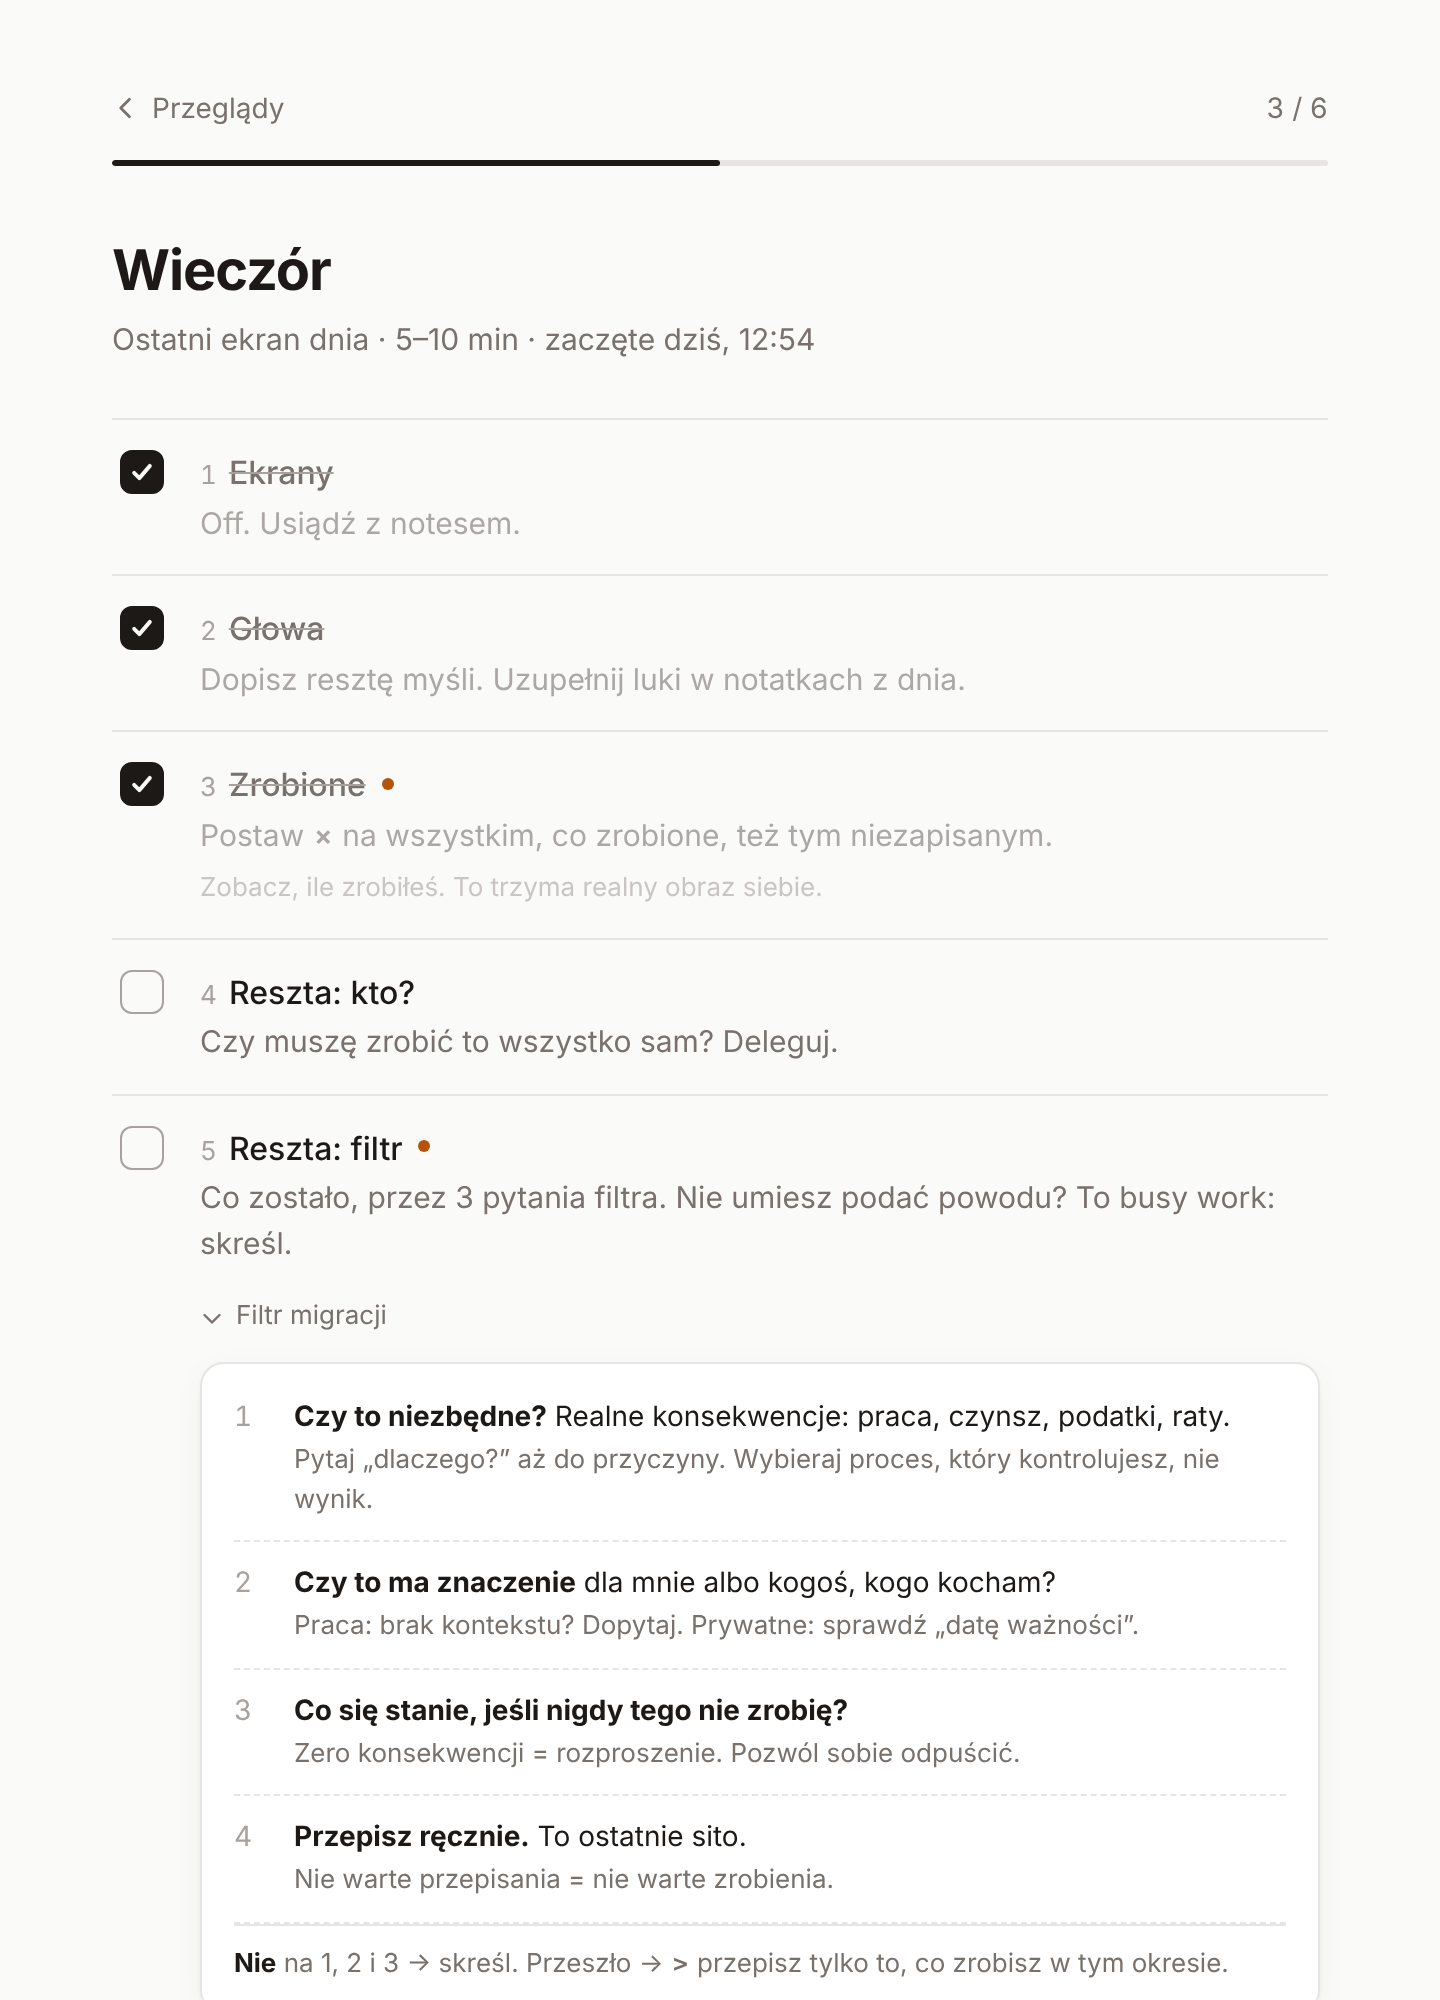 Przeglądy
3 / 6
Wieczór
Ostatni ekran dnia · 5–10 min · zaczęte dziś, 12:54
1 Ekrany
Off. Usiądź z notesem.
2 Głowa
Dopisz resztę myśli. Uzupełnij luki w notatkach z dnia.
3 Zrobione
Postaw × na wszystkim, co zrobione, też tym niezapisanym.
Zobacz, ile zrobiłeś. To trzyma realny obraz siebie.
4 Reszta: kto?
Czy muszę zrobić to wszystko sam? Deleguj.
5 Reszta: filtr
Co zostało, przez 3 pytania filtra. Nie umiesz podać powodu? To busy work:
skreśl.
Filtr migracji
1 Czy to niezbędne? Realne konsekwencje: praca, czynsz, podatki, raty.
Pytaj „dlaczego?” aż do przyczyny. Wybieraj proces, który kontrolujesz, nie
wynik.
2 Czy to ma znaczenie dla mnie albo kogoś, kogo kocham?
Praca: brak kontekstu? Dopytaj. Prywatne: sprawdź „datę ważności”.
3 Co się stanie, jeśli nigdy tego nie zrobię?
Zero konsekwencji = rozproszenie. Pozwól sobie odpuścić.
4 Przepisz ręcznie. To ostatnie sito.
Nie warte przepisania = nie warte zrobienia.
Nie na 1, 2 i 3 → skreśl. Przeszło → > przepisz tylko to, co zrobisz w tym okresie.